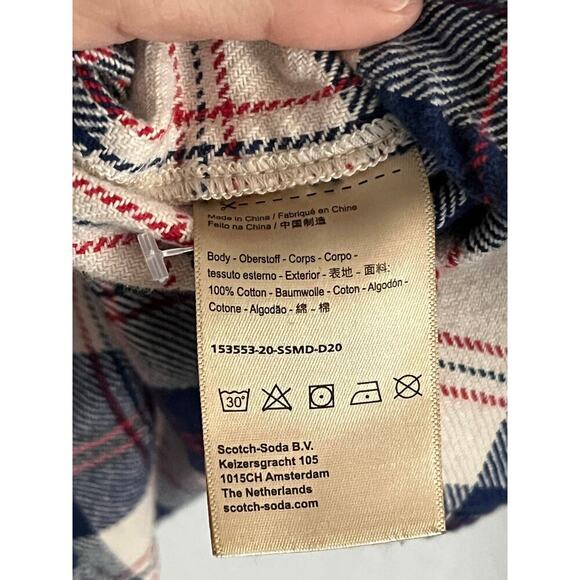 Made in China / Fabriqué en Chine
Feito na China / 中国制造
Body - Oberstoff - Corps - Corpo -
tessuto esterno - Exterior - 表地 - 面料:
100% Cotton - Baumwolle - Coton - Algodón -
Cotone - Algodão - 綿 - 棉
153553-20-SSMD-D20
30°
Scotch-Soda B.V.
Keizersgracht 105
1015CH Amsterdam
The Netherlands
scotch-soda.com